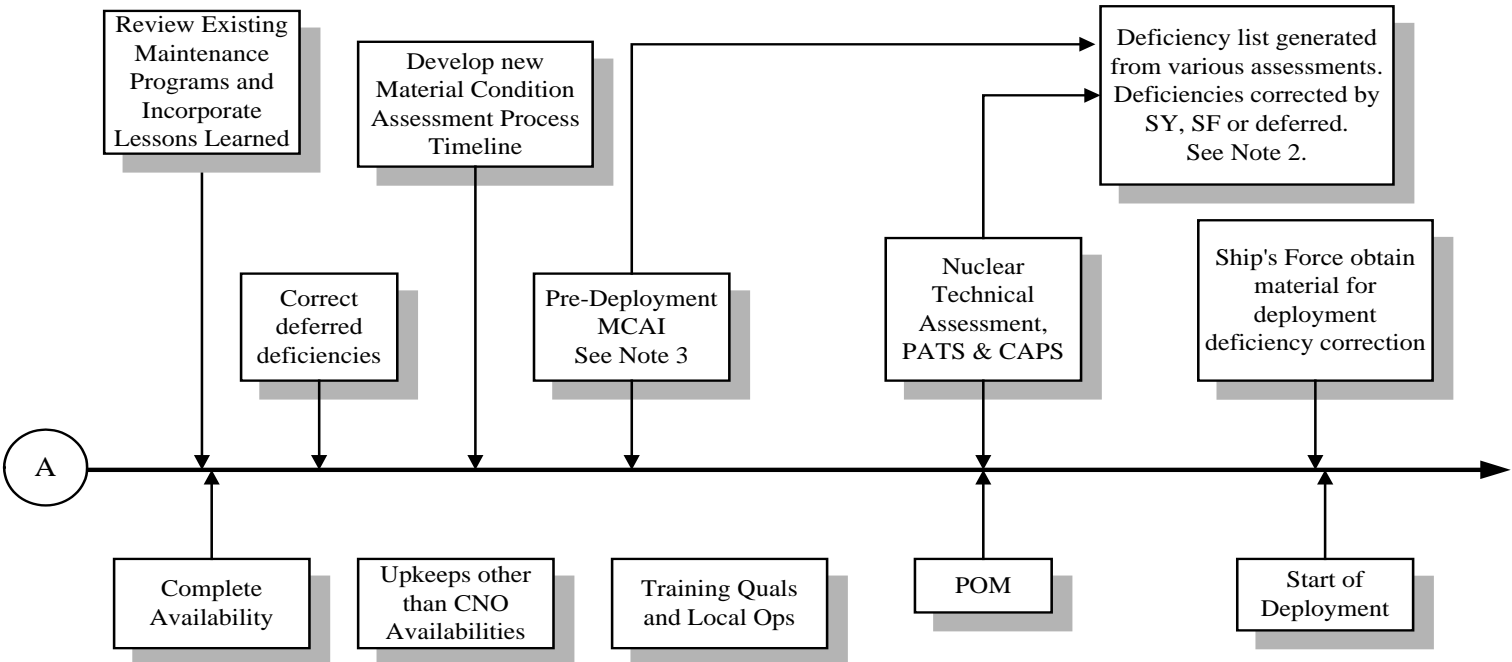 Review Existing
Maintenance
Programs and
Incorporate
Lessons Learned
Develop new
Material Condition
Assessment Process
Timeline
Deficiency list generated
from various assessments.
Deficiencies corrected by
SY, SF or deferred.
See Note 2.
Correct
deferred
deficiencies
Pre-Deployment
MCAI
See Note 3
Nuclear
Technical
Assessment,
PATS & CAPS
Ship's Force obtain
material for
deployment
deficiency correction
A
Complete
Availability
Upkeeps other
than CNO
Availabilities
Training Quals
and Local Ops
POM
Start of
Deployment